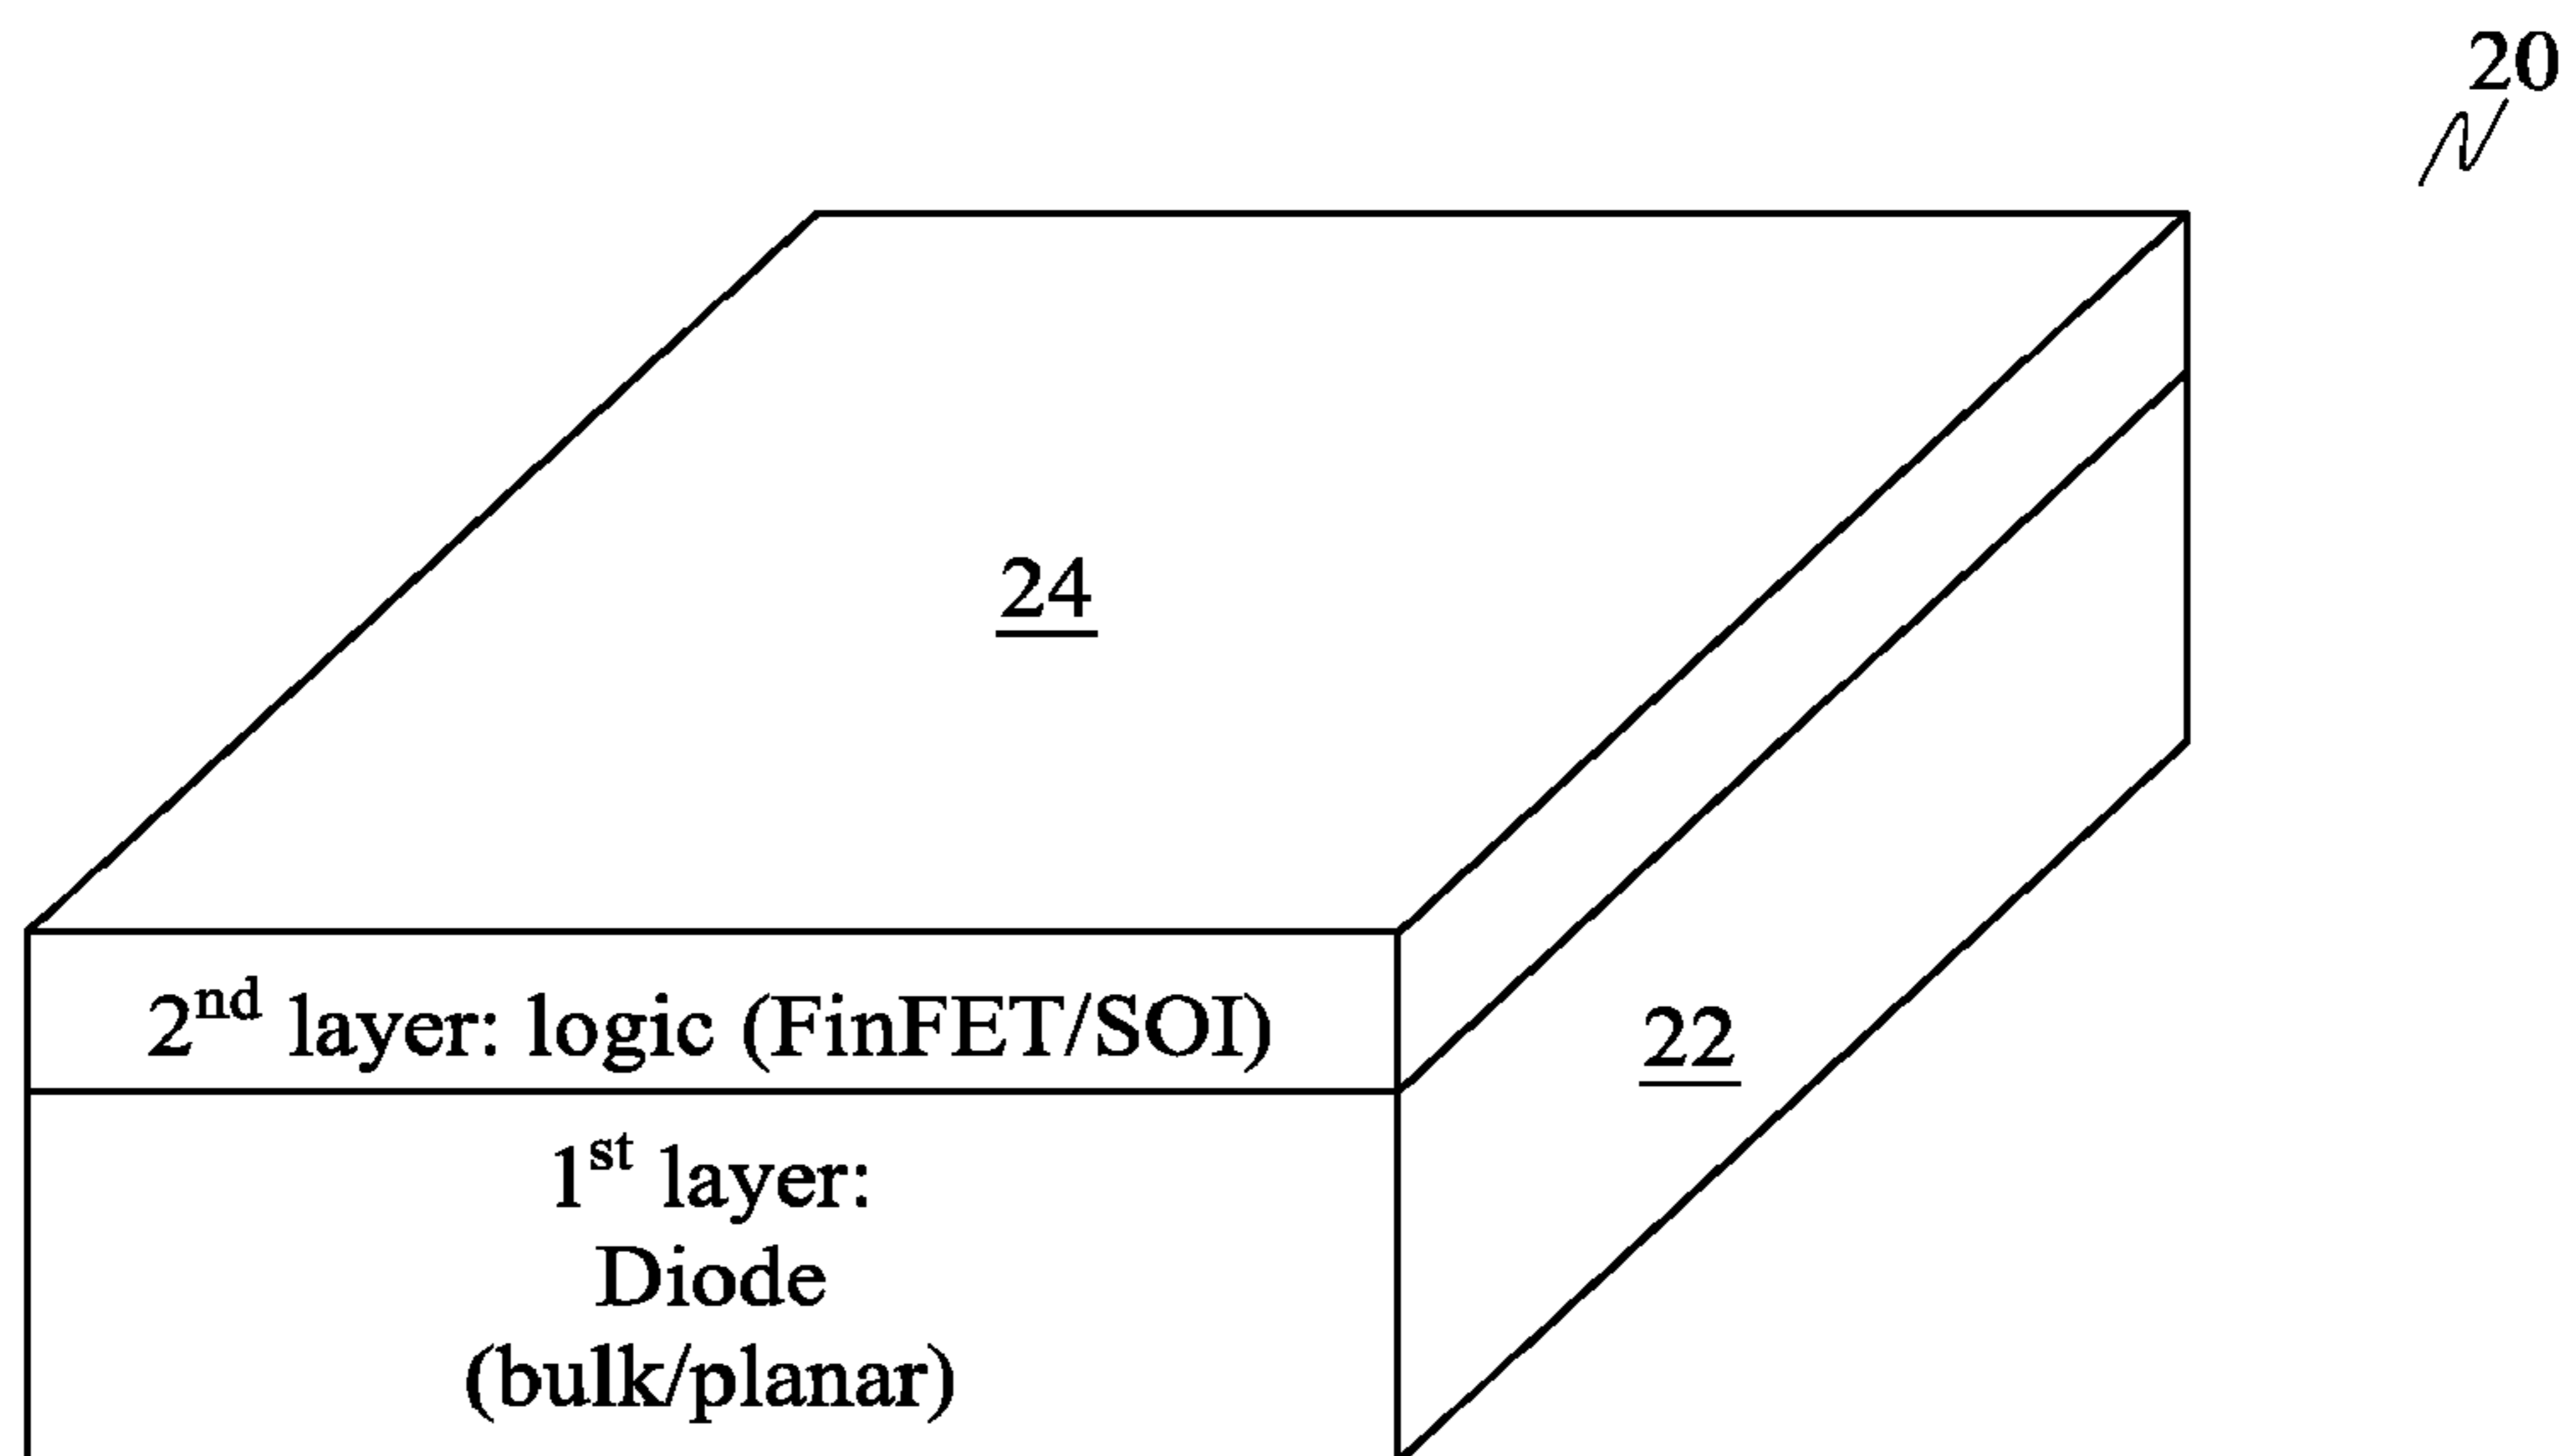 20
24
2nd layer: logic (FinFET/SOI)
22
1st layer:
Diode
(bulk/planar)